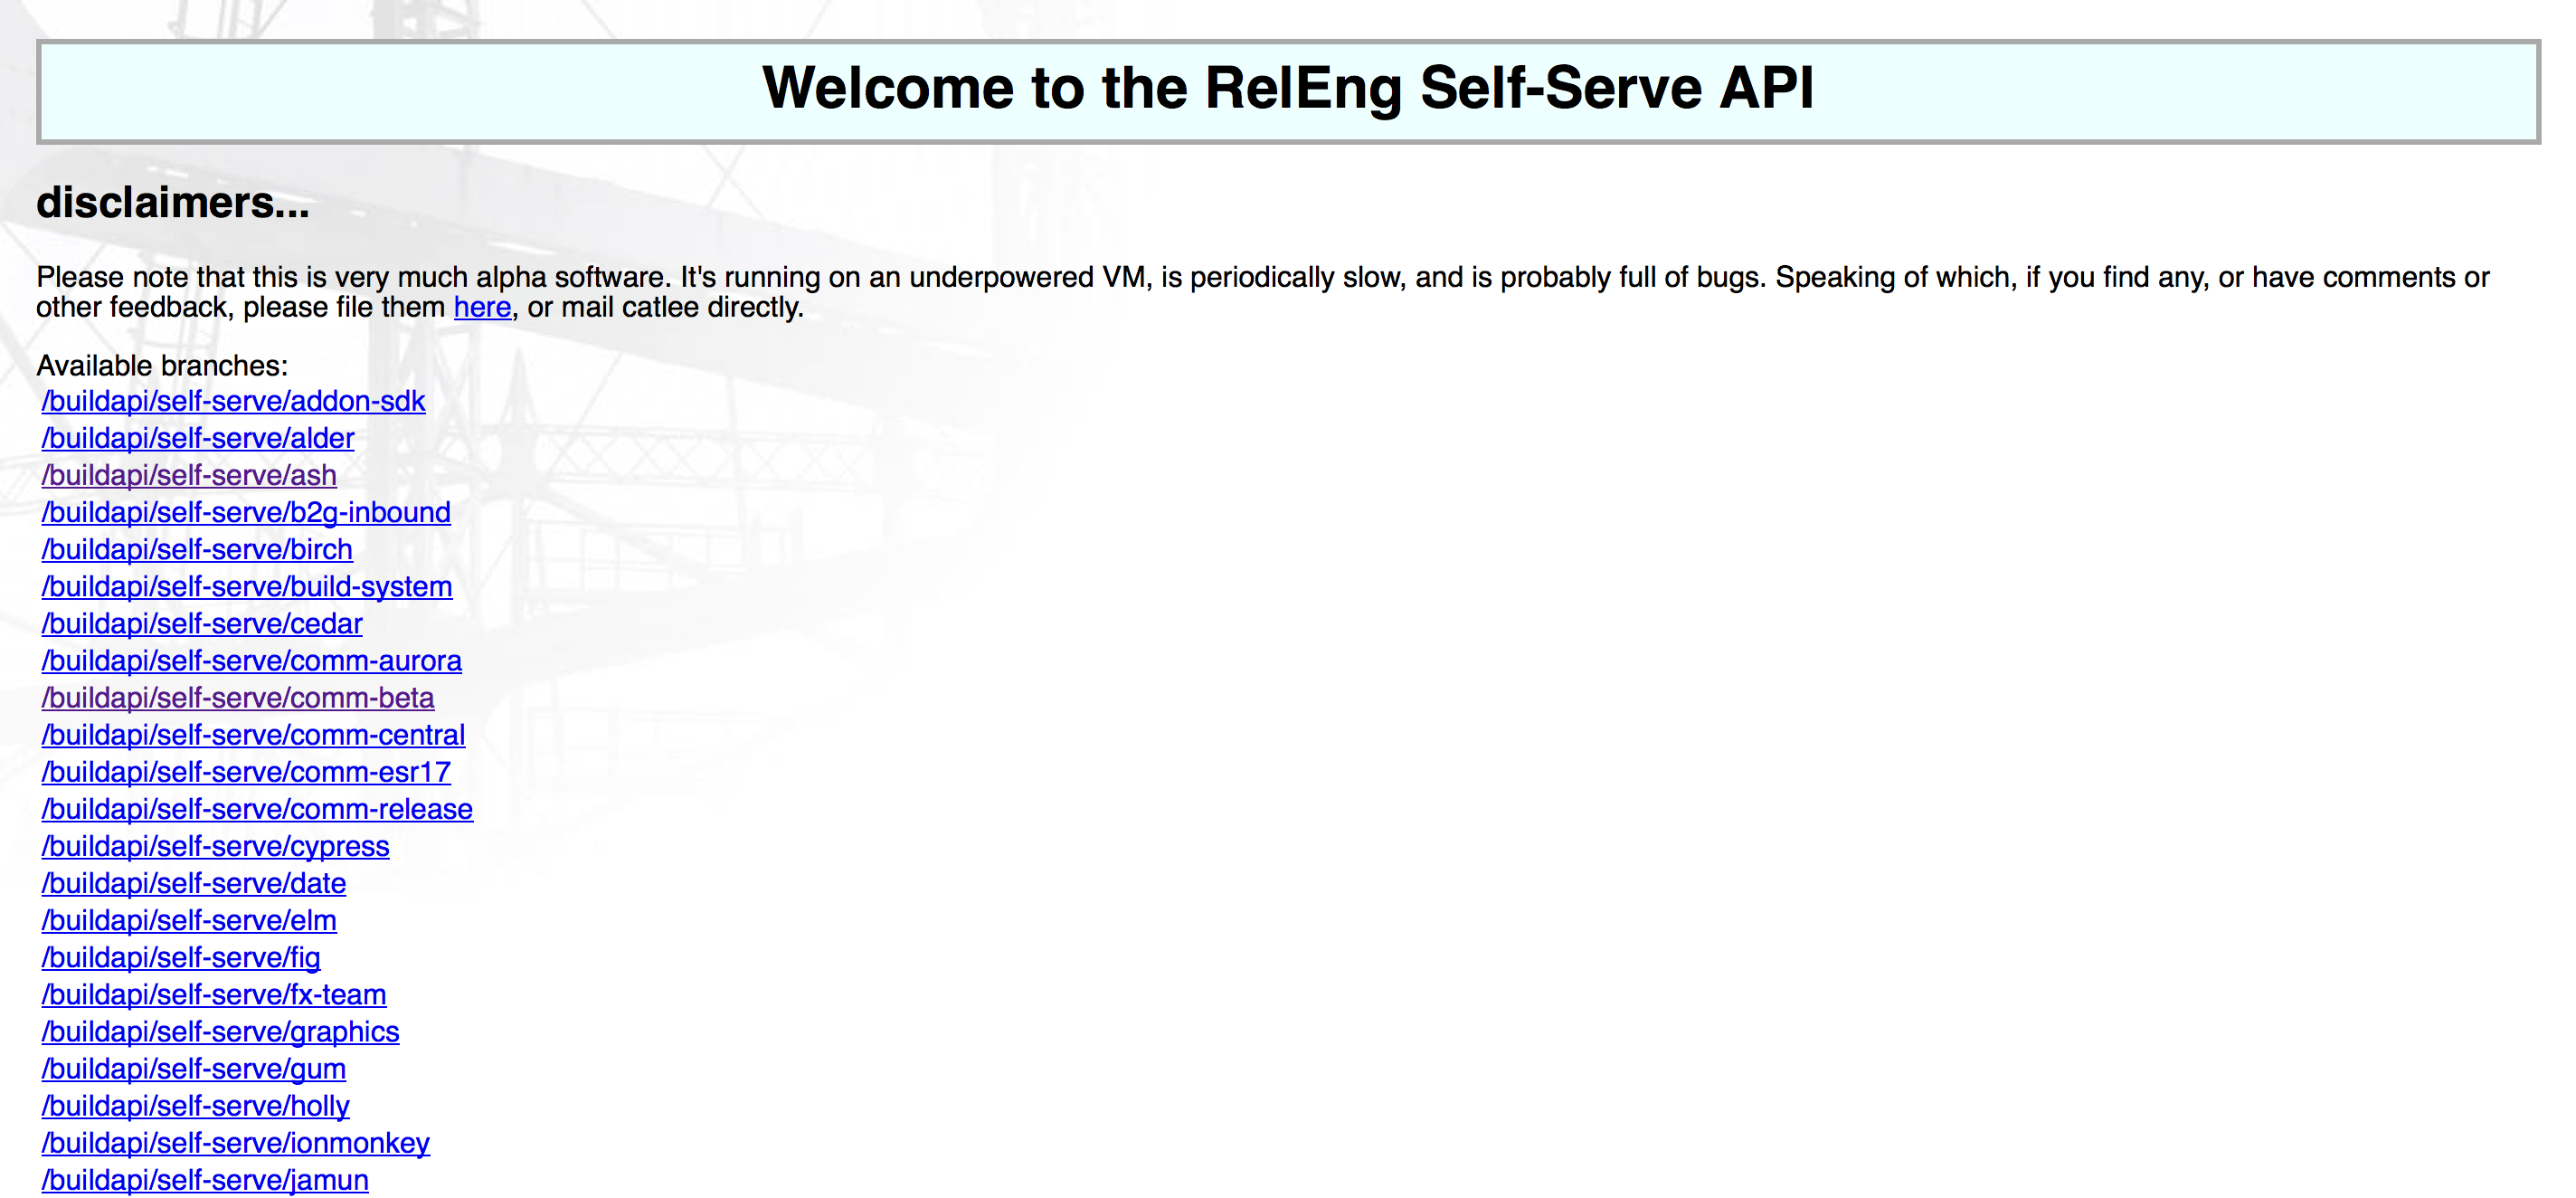 Welcome to the RelEng Self-Serve API
disclaimers...
Please note that this is very much alpha software. It's running on an underpowered VM, is periodically slow, and is probably full of bugs. Speaking of which, if you find any, or have comments or
other feedback, please file them here, or mail catlee directly.
Available branches:
/buildapi/self-serve/addon-sdk
/buildapi/self-serve/alder
/buildapi/self-serve/ash
/buildapi/self-serve/b2g-inbound
/buildapi/self-serve/birch
/buildapi/self-serve/build-system
/buildapi/self-serve/cedar
/buildapi/self-serve/comm-aurora
/buildapi/self-serve/comm-beta
/buildapi/self-serve/comm-central
/buildapi/self-serve/comm-esr17
/buildapi/self-serve/comm-release
/buildapi/self-serve/cypress
/buildapi/self-serve/date
/buildapi/self-serve/elm
/buildapi/self-serve/fig
/buildapi/self-serve/fx-team
/buildapi/self-serve/graphics
/buildapi/self-serve/gum
/buildapi/self-serve/holly
/buildapi/self-serve/ionmonkey
/buildapi/self-serve/jamun